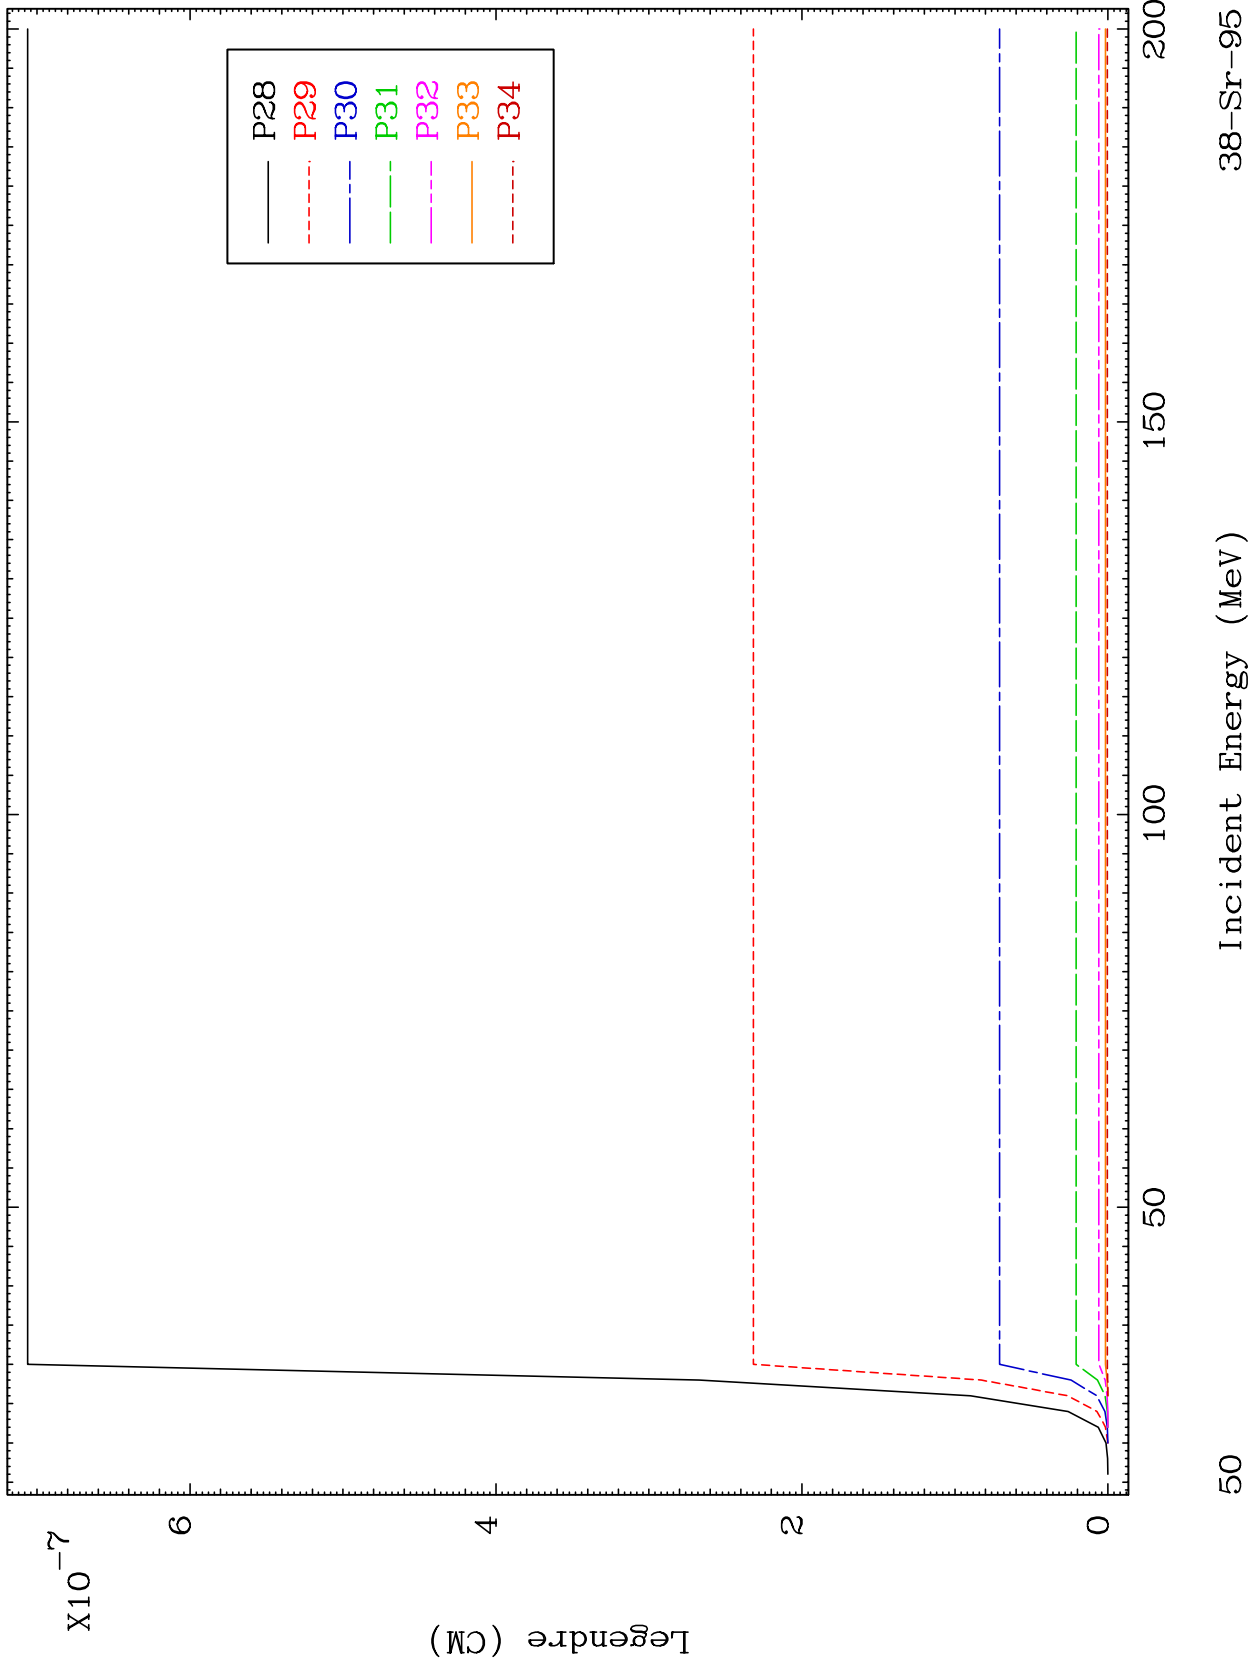 X10-7
6
4
2
0
Legendre (CM)
P28
P29
P30
P31
P32
P33
P34
50
100
150
200
Incident Energy (MeV)
50
38-Sr-95